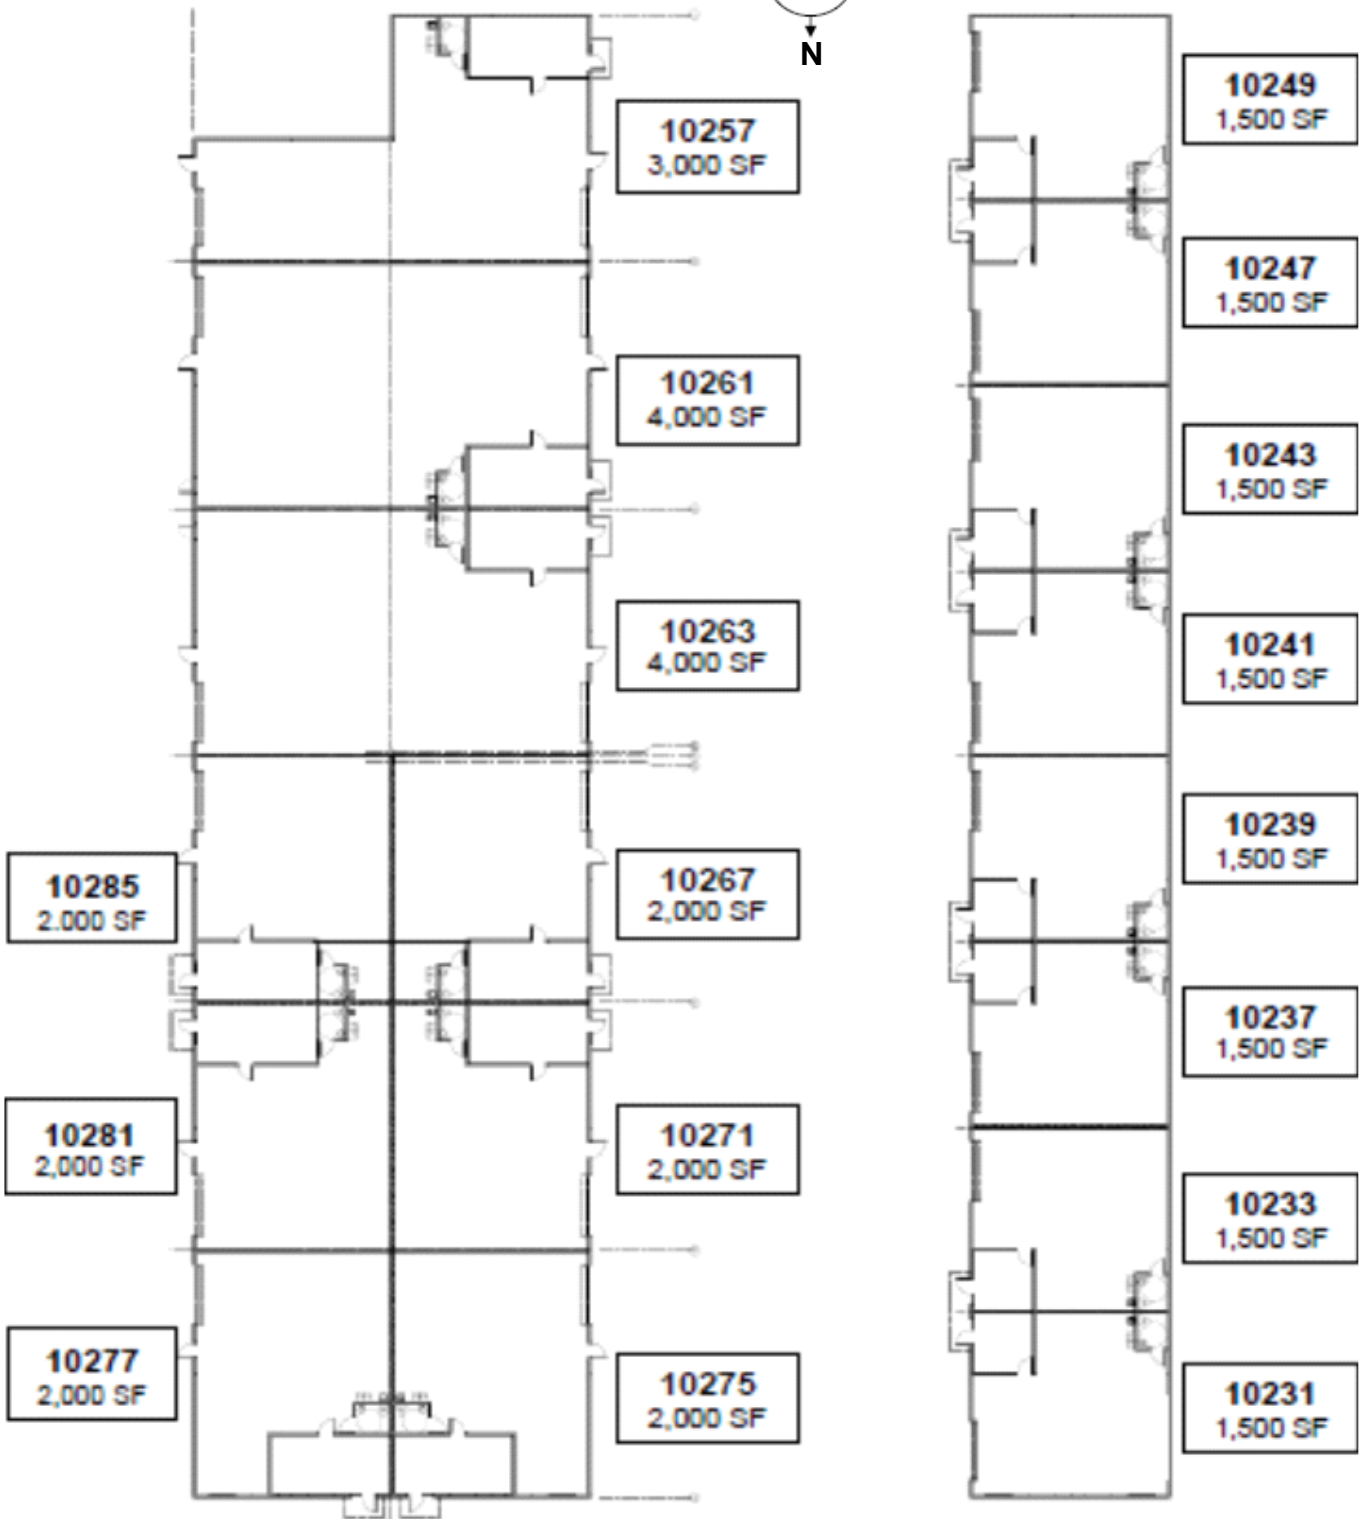 N
10257
3,000 SF
10261
4,000 SF
10263
4,000 SF
10285
2.000 SF
10267
2,000 SF
10281
2,000 SF
10271
2,000 SF
10277
2,000 SF
10275
2,000 SF
10249
1,500 SF
10247
1,500 SF
10243
1,500 SF
10241
1,500 SF
10239
1,500 SF
10237
1,500 SF
10233
1,500 SF
10231
1,500 SF